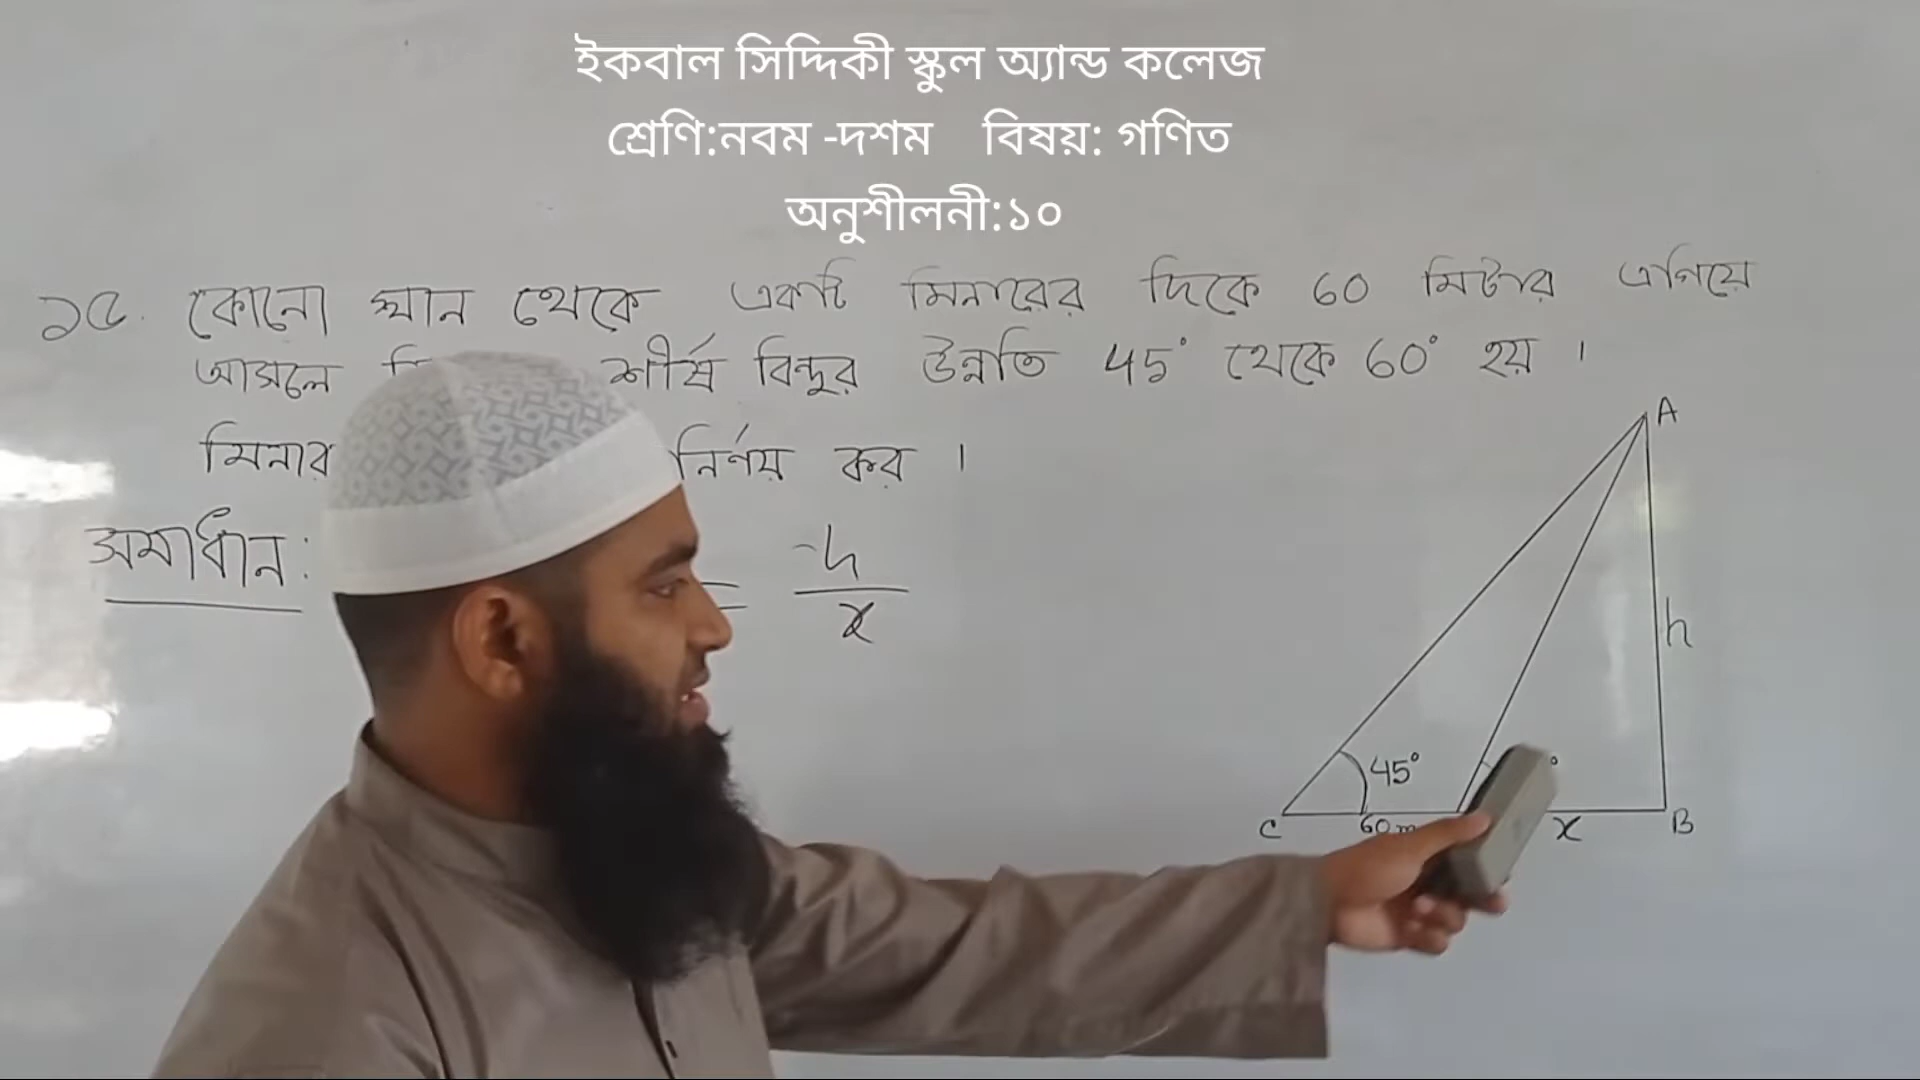 ইকবাল সিদ্দিকী স্কুল অ্যান্ড কলেজ
শ্রেণি:নবম -দশম বিষয়: গণিত
অনুশীলনী:১০
১৫. কোনো স্থান থেকে একটি মিনারের দিকে 60 মিটার এগিয়ে
আসলে শীর্ষ বিন্দুর উন্নতি 45° থেকে 60° হয় ।
মিনার নির্ণয় কর ।
সমাধান:
= h
x
A
h
45°
C
60 m
x
B